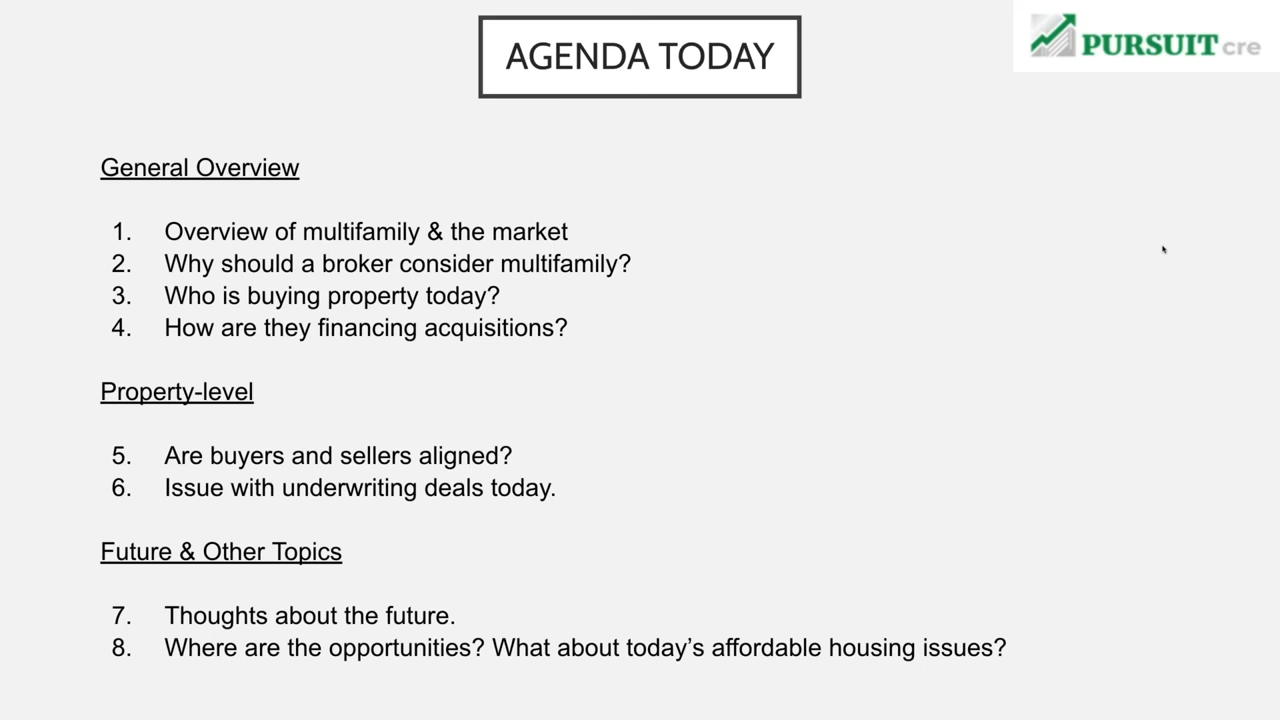 AGENDA TODAY
PURSUIT cre
General Overview
1. Overview of multifamily & the market
2. Why should a broker consider multifamily?
3. Who is buying property today?
4. How are they financing acquisitions?
Property-level
5. Are buyers and sellers aligned?
6. Issue with underwriting deals today.
Future & Other Topics
7. Thoughts about the future.
8. Where are the opportunities? What about today’s affordable housing issues?